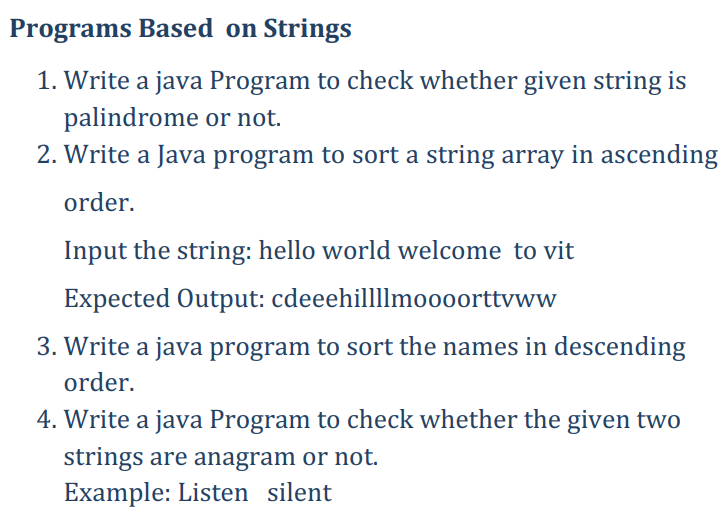 Programs Based  on Strings
1. Write a java Program to check whether given string is
palindrome or not.
2. Write a Java program to sort a string array in ascending
order.
Input the string: hello world welcome  to vit
Expected Output: cdeeehillllmoooorttvww
3. Write a java program to sort the names in descending
order.
4. Write a java Program to check whether the given two
strings are anagram or not.
Example: Listen   silent